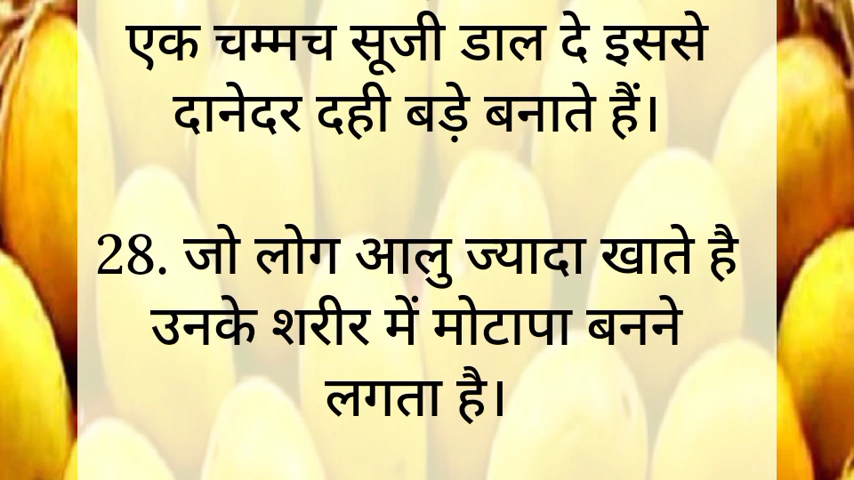 एक चम्मच सूजी डाल दे इससे
दानेदर दही बड़े बनाते हैं।
28. जो लोग आलु ज्यादा खाते है
उनके शरीर में मोटापा बनने
लगता है।